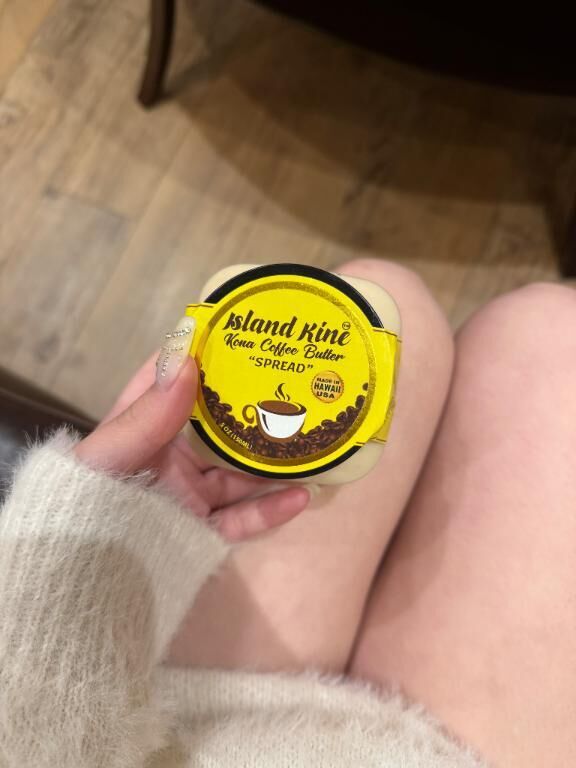 Island Kine
Kona Coffee Butter
"SPREAD"
MADE IN
HAWAII
USA